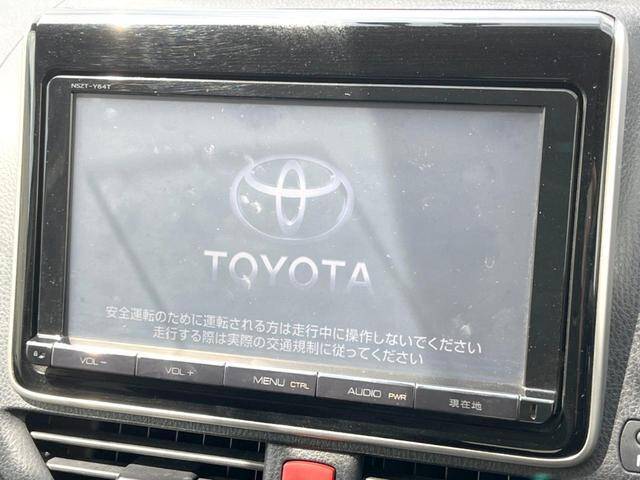 NSZT-Y64T
TOYOTA
安全運転のために運転される方は走行中に操作しないでください
走行する際は実際の交通規制に従ってください
VOL−
VOL+
MENU CTRL
AUDIO PWR
現在地